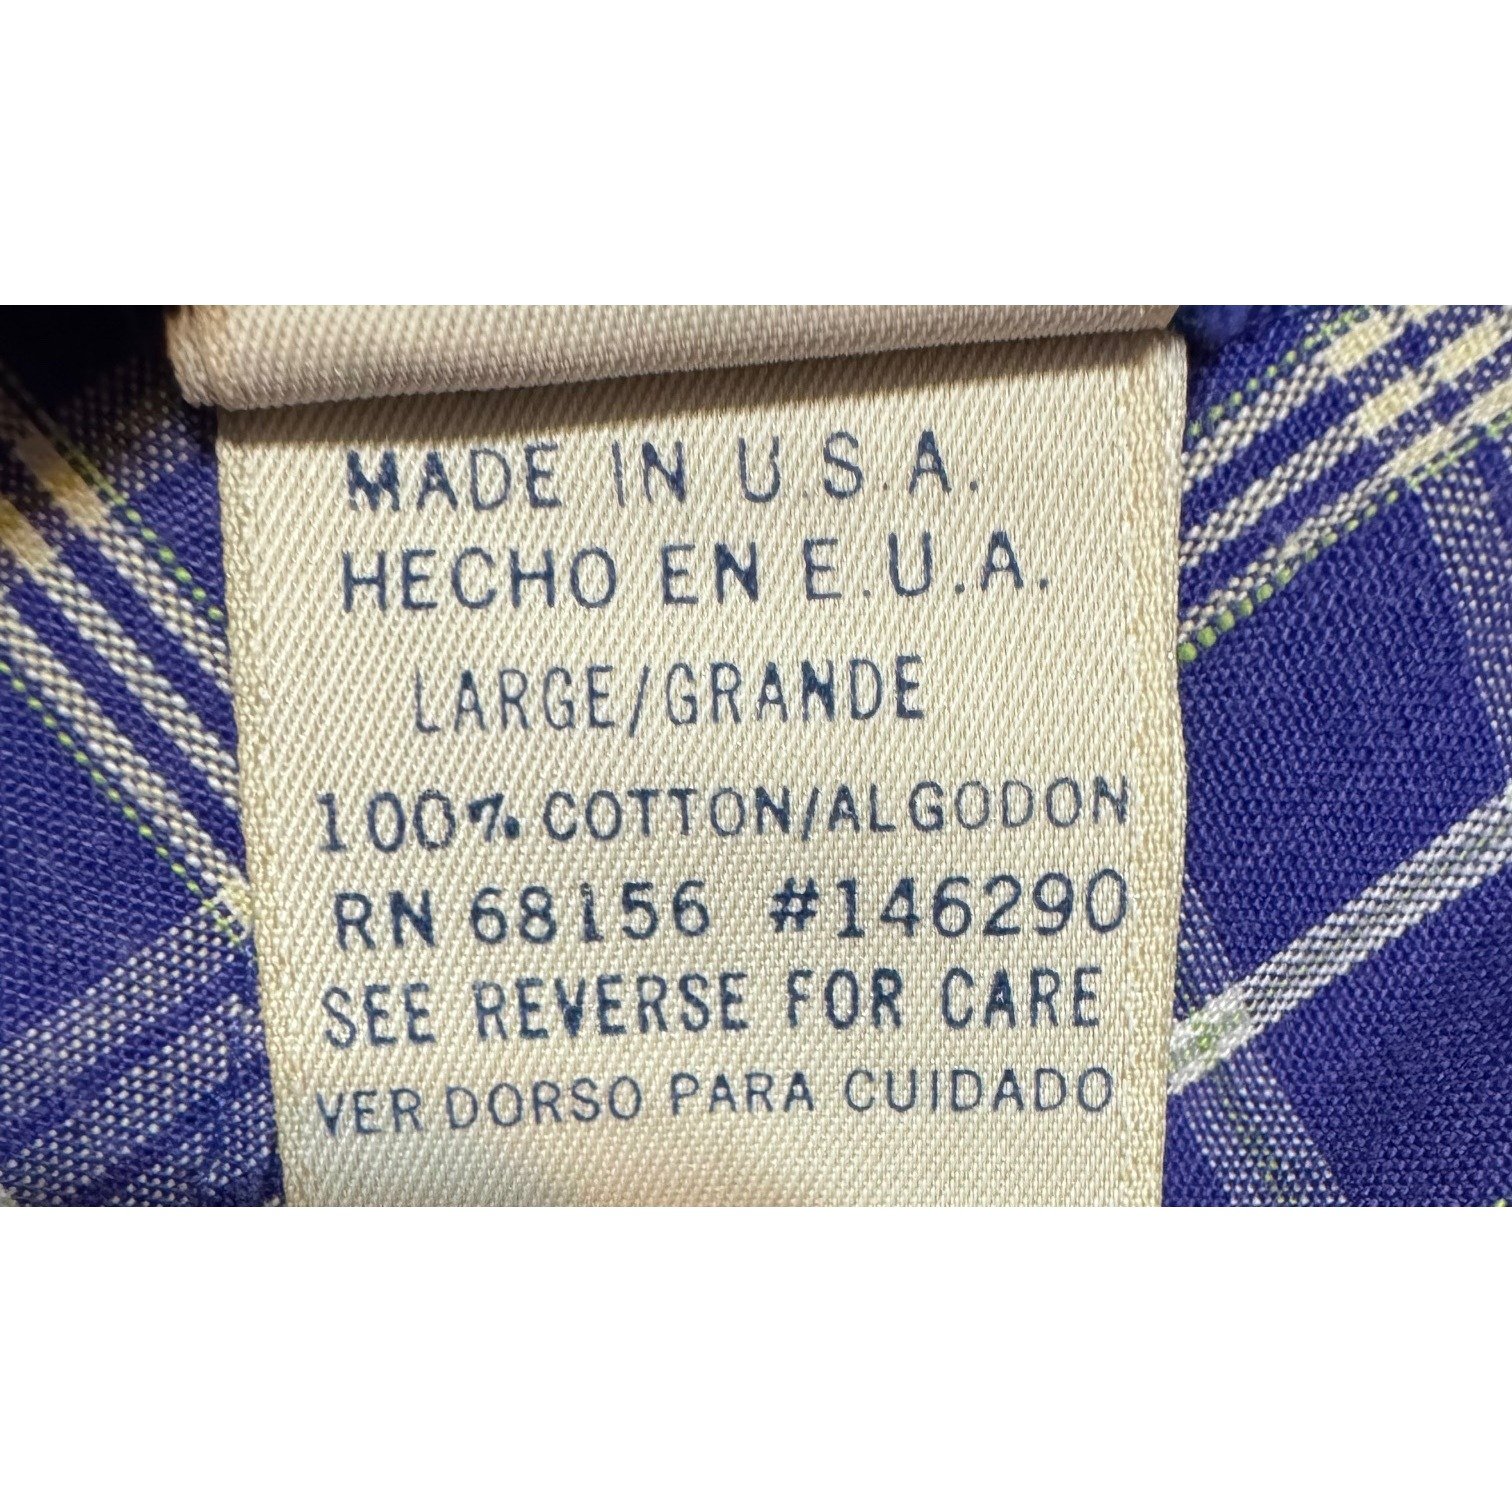 MADE IN U.S.A.
HECHO EN E.U.A.
LARGE/GRANDE
100% COTTON/ALGODON
RN 68156 #146290
SEE REVERSE FOR CARE
VER DORSO PARA CUIDADO